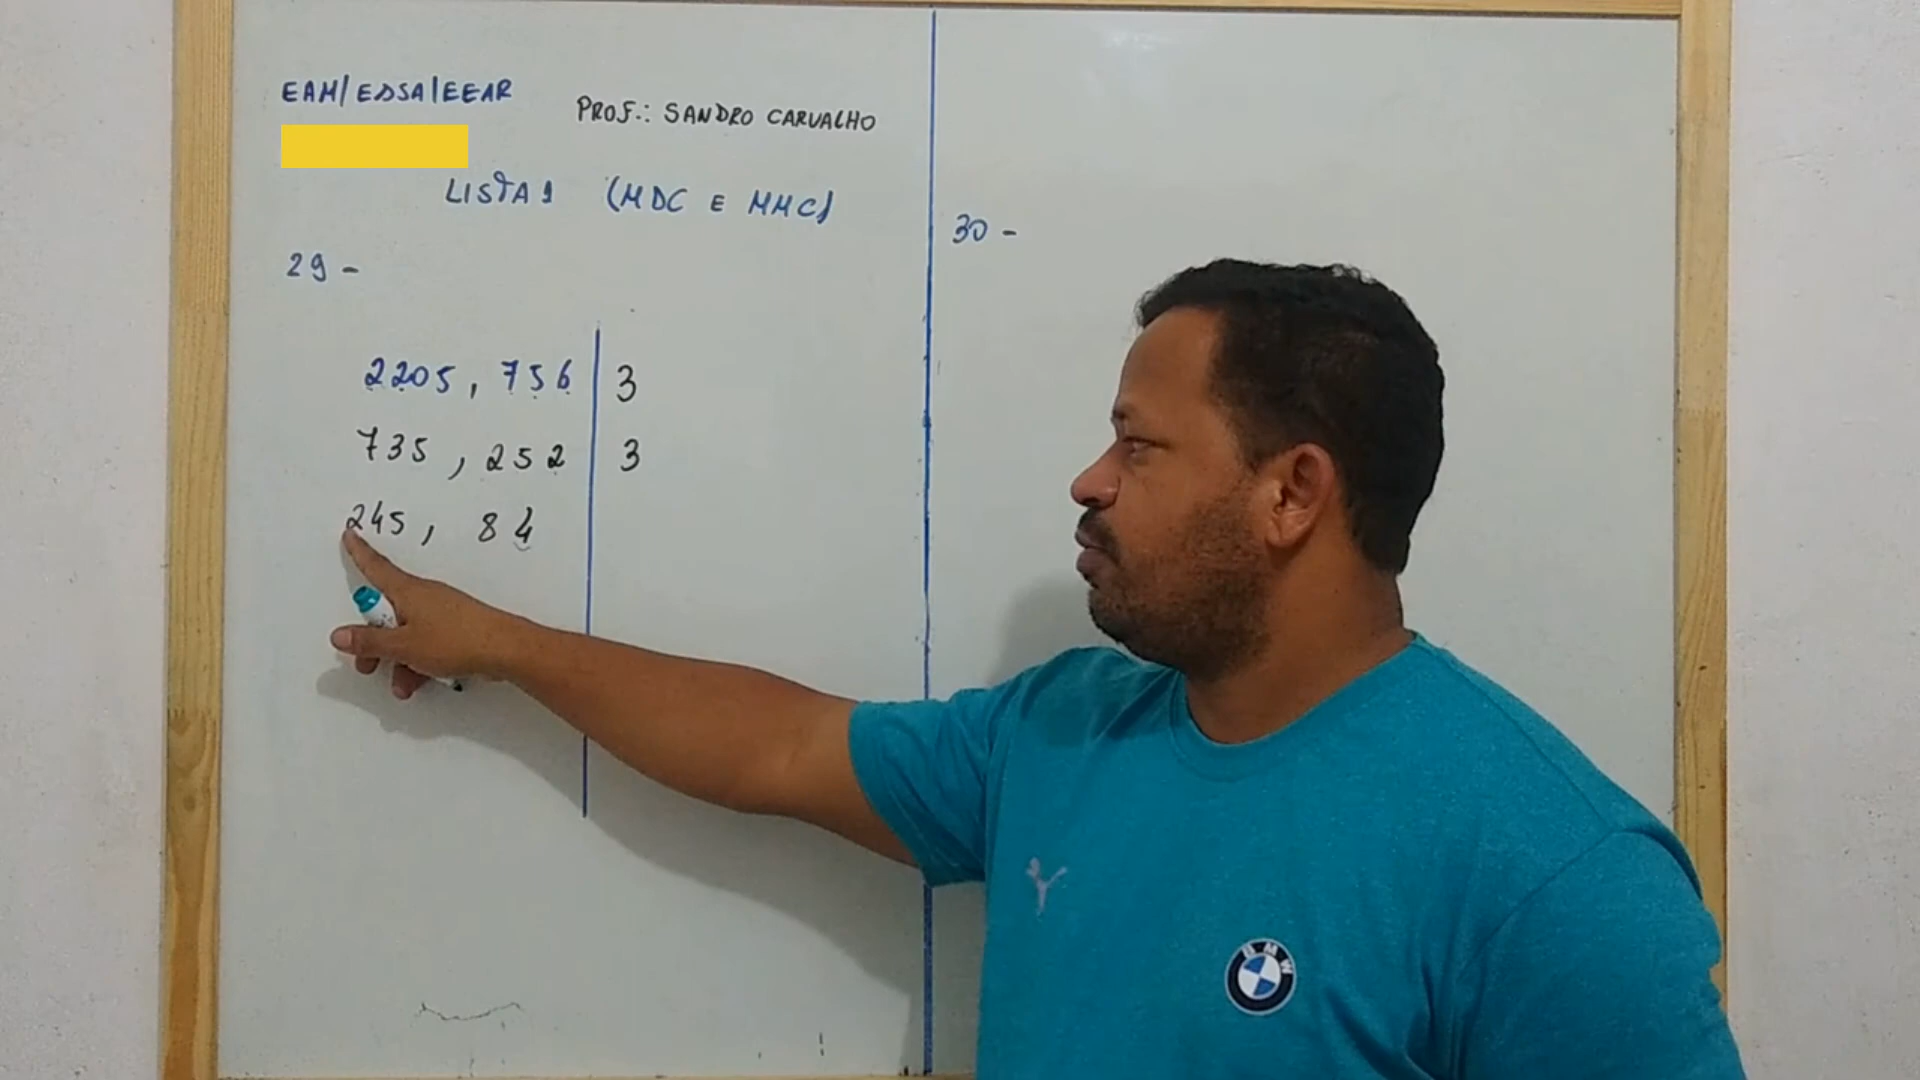 EAM/EDSA/EEAR
PROF.: SANDRO CARVALHO
LISTA 1 (MDC E MMC)
29 -
2205, 756 | 3
735, 252 | 3
245, 84
30 -
BMW